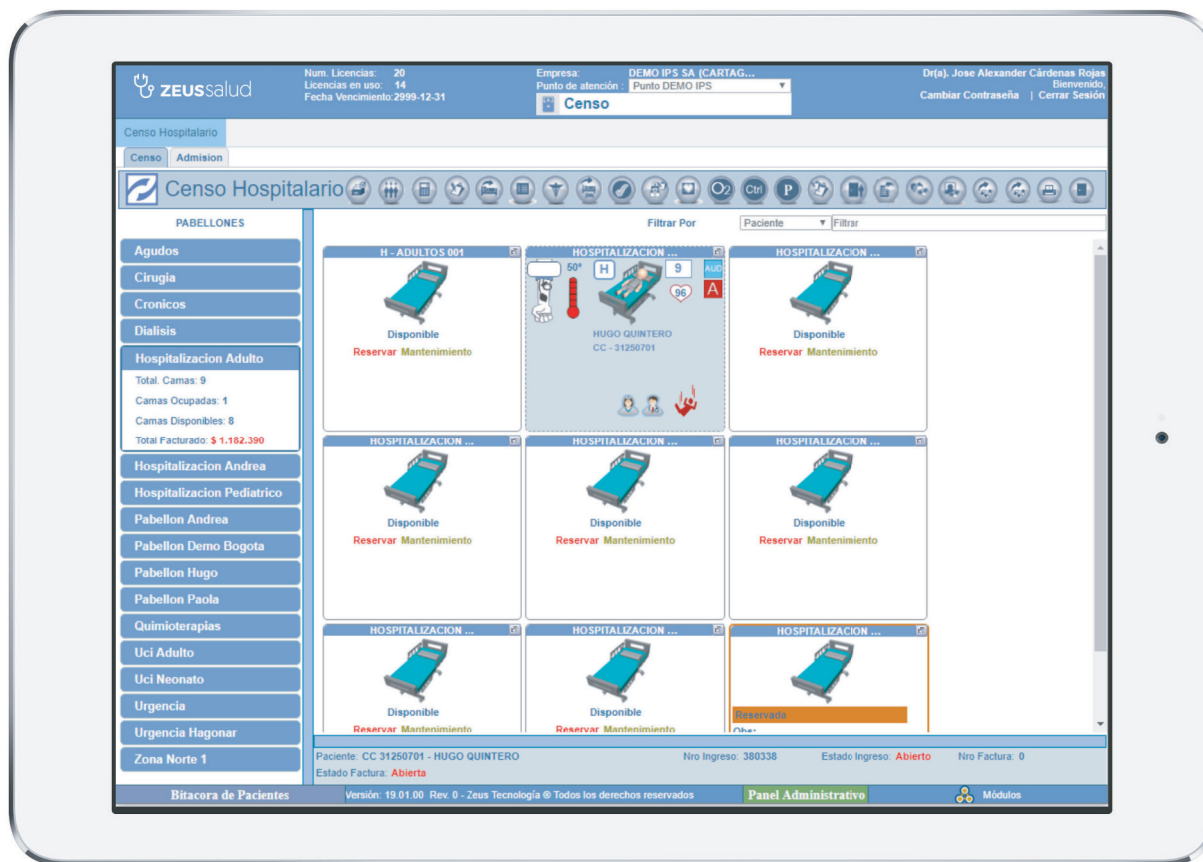 ZEUSsalud
Num. Licencias: 20
Licencias en uso: 14
Fecha Vencimiento:2999-12-31
Empresa: DEMO IPS SA (CARTAG...
Punto de atención : Punto DEMO IPS
Censo
Dr(a). Jose Alexander Cárdenas Rojas
Bienvenido,
Cambiar Contraseña | Cerrar Sesión
Censo Hospitalario
Censo Admision
Censo Hospitalario
O2 Ctrl P
PABELLONES
Filtrar Por Paciente Filtrar
Agudos
Cirugia
Cronicos
Dialisis
Hospitalizacion Adulto
Total. Camas: 9
Camas Ocupadas: 1
Camas Disponibles: 8
Total Facturado: $ 1.182.390
Hospitalizacion Andrea
Hospitalizacion Pediatrico
Pabellon Andrea
Pabellon Demo Bogota
Pabellon Hugo
Pabellon Paola
Quimioterapias
Uci Adulto
Uci Neonato
Urgencia
Urgencia Hagonar
Zona Norte 1
H - ADULTOS 001
Disponible
Reservar Mantenimiento
HOSPITALIZACION ...
50° H 9 AUD
96 A
HUGO QUINTERO
CC - 31250701
HOSPITALIZACION ...
Disponible
Reservar Mantenimiento
HOSPITALIZACION ...
Disponible
Reservar Mantenimiento
HOSPITALIZACION ...
Disponible
Reservar Mantenimiento
HOSPITALIZACION ...
Disponible
Reservar Mantenimiento
HOSPITALIZACION ...
Disponible
Reservar Mantenimiento
HOSPITALIZACION ...
Disponible
Reservar Mantenimiento
HOSPITALIZACION ...
Reservada
Obs:
Paciente: CC 31250701 - HUGO QUINTERO Nro Ingreso: 380338 Estado Ingreso: Abierto Nro Factura: 0
Estado Factura: Abierta
Bitacora de Pacientes Versión: 19.01.00 Rev. 0 - Zeus Tecnología ® Todos los derechos reservados Panel Administrativo Módulos